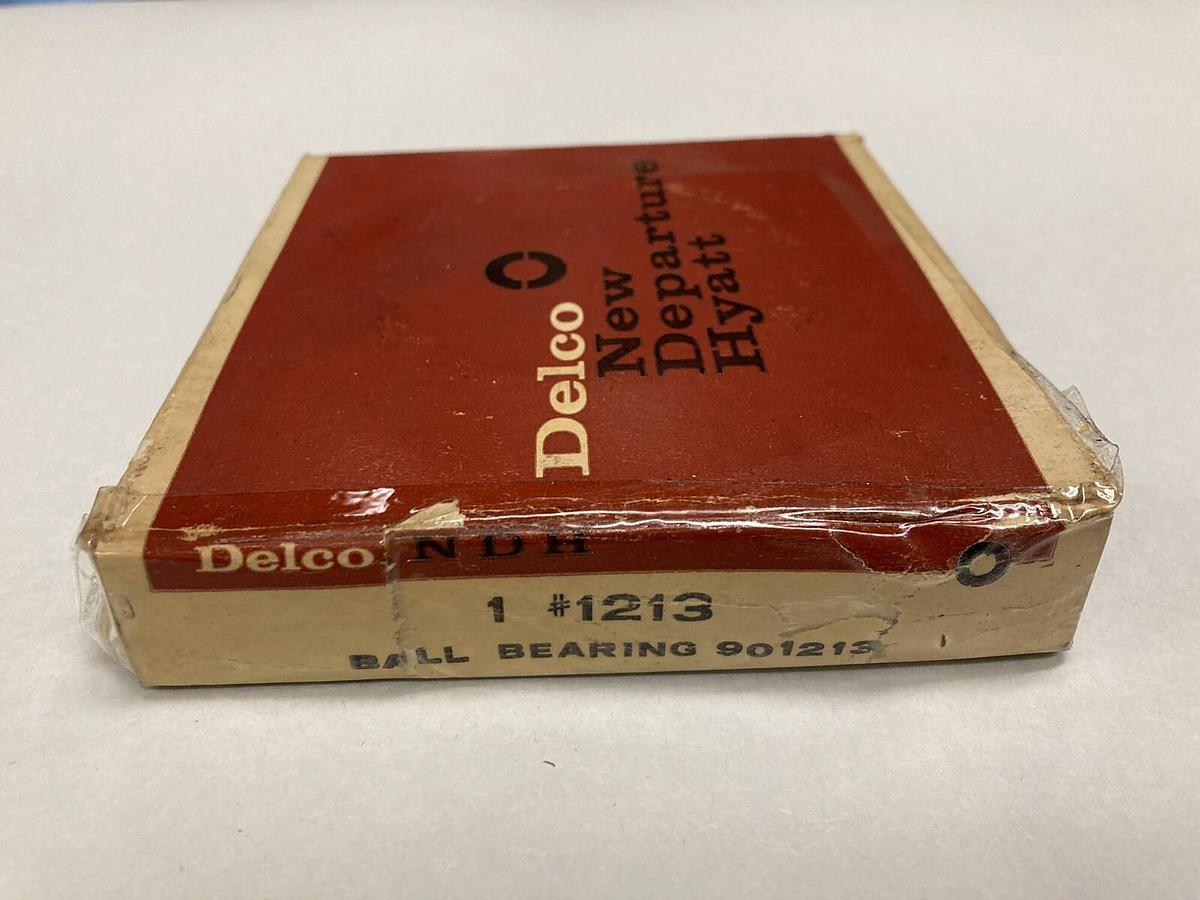 Delco
New
Departure
Hyatt
Delco NDH
1 #1213
BALL BEARING 901213